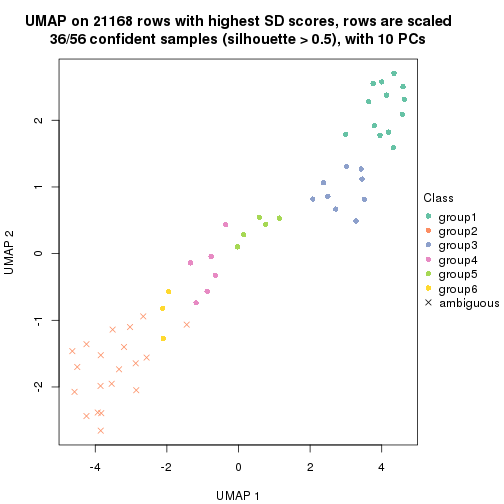 UMAP on 21168 rows with highest SD scores, rows are scaled
36/56 confident samples (silhouette > 0.5), with 10 PCs
UMAP 2
2
1
0
-1
-2
-4
-2
0
2
4
UMAP 1
Class
group1
group2
group3
group4
group5
group6
ambiguous